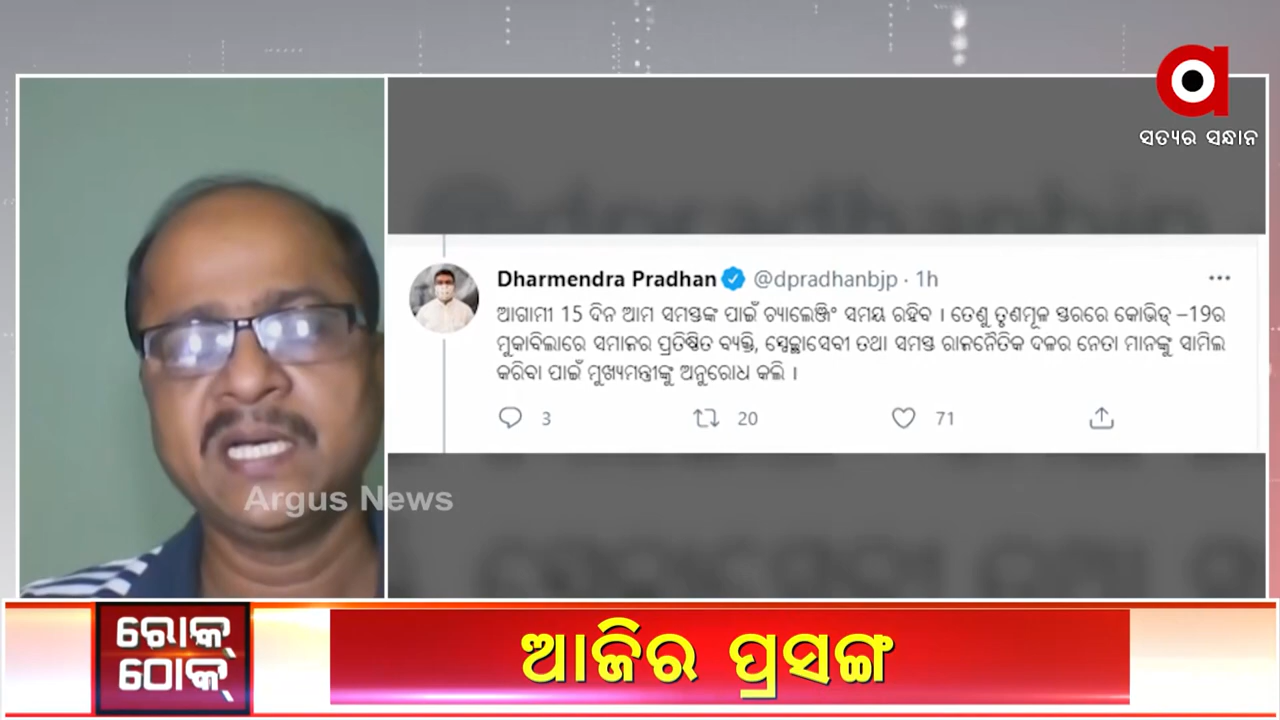 ସତ୍ୟର ସନ୍ଧାନ
Dharmendra Pradhan @dpradhanbjp · 1h
ଆଗାମୀ 15 ଦିନ ଆମ ସମସ୍ତଙ୍କ ପାଇଁ ଚ୍ୟାଲେଞ୍ଜିଂ ସମୟ ରହିବ । ତେଣୁ ତୃଣମୂଳ ସ୍ତରରେ କୋଭିଡ୍ –19ର
ମୁକାବିଲାରେ ସମାଜର ପ୍ରତିଷ୍ଠିତ ବ୍ୟକ୍ତି, ସ୍ୱେଚ୍ଛାସେବୀ ତଥା ସମସ୍ତ ରାଜନୈତିକ ଦଳର ନେତା ମାନଙ୍କୁ ସାମିଲ
କରିବା ପାଇଁ ମୁଖ୍ୟମନ୍ତ୍ରୀଙ୍କୁ ଅନୁରୋଧ କଲି ।
3 20 71
Argus News
ରୋକ୍
ଠୋକ୍
ଆଜିର ପ୍ରସଙ୍ଗ